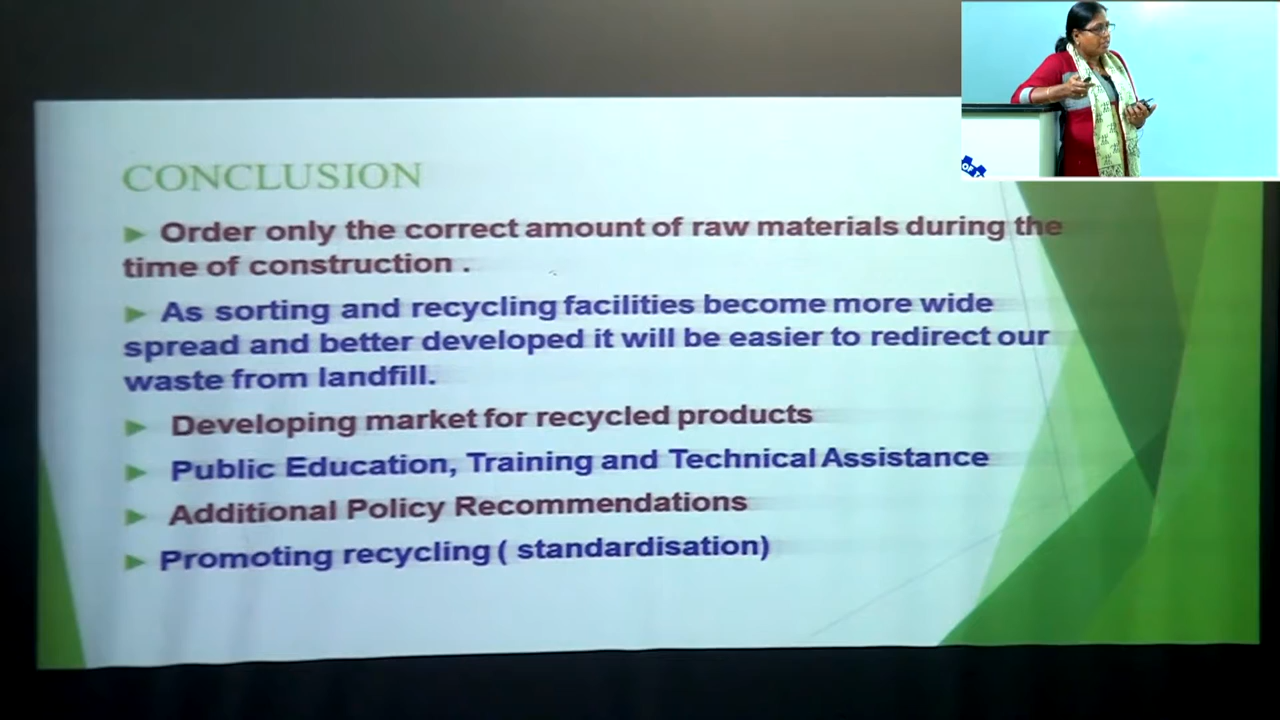 CONCLUSION
Order only the correct amount of raw materials during the
time of construction .
As sorting and recycling facilities become more wide
spread and better developed it will be easier to redirect our
waste from landfill.
Developing market for recycled products
Public Education, Training and Technical Assistance
Additional Policy Recommendations
Promoting recycling ( standardisation)